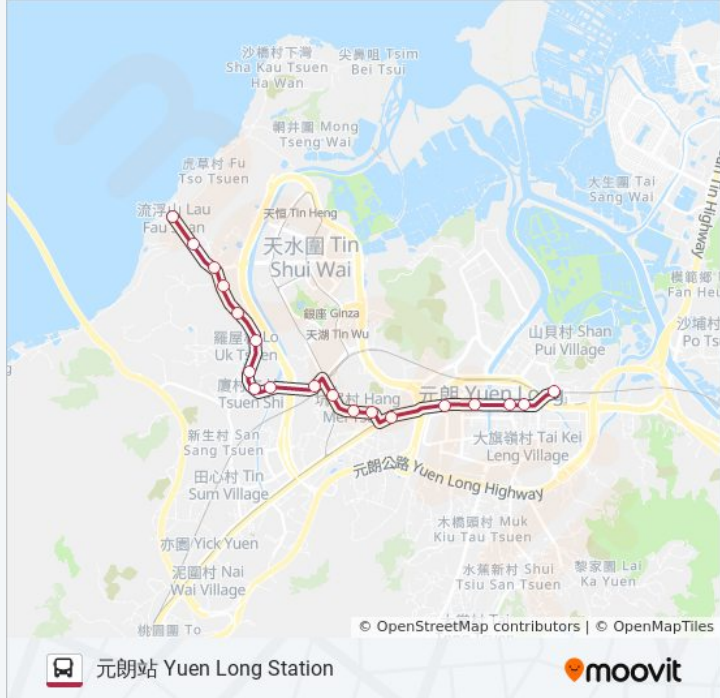 沙橋村下灣
Sha Kau Tsuen
Ha Wan
尖鼻咀 Tsim
Bei Tsui
網井圍 Mong
Tseng Wai
虎草村 Fu
Tso Tsuen
大生圍 Tai
Sang Wai
Tin Highway
流浮山 Lau
Fau Shan
天恒 Tin Heng
天水圍 Tin
Shui Wai
模範鄉
Fan Heu
銀座 Ginza
天湖 Tin Wu
沙埔村
Po Ts
山貝村 Shan
Pui Village
羅屋村 Lo
Uk Tsuen
Tsuen Shi
Hang
Mei Tsuen
元朗 Yuen Long
新生村 San
Sang Tsuen
大旗嶺村 Tai Kei
Leng Village
田心村 Tin
Sum Village
元朗公路 Yuen Long Highway
木橋頭村 Muk
Kiu Tau Tsuen
亦園 Yick Yuen
泥圍村 Nai
Wai Village
水蕉新村 Shui
Tsiu San Tsuen
黎家園 Lai
Ka Yuen
桃園圍 To
© OpenStreetMap contributors | © OpenMapTiles
元朗站 Yuen Long Station
moovit